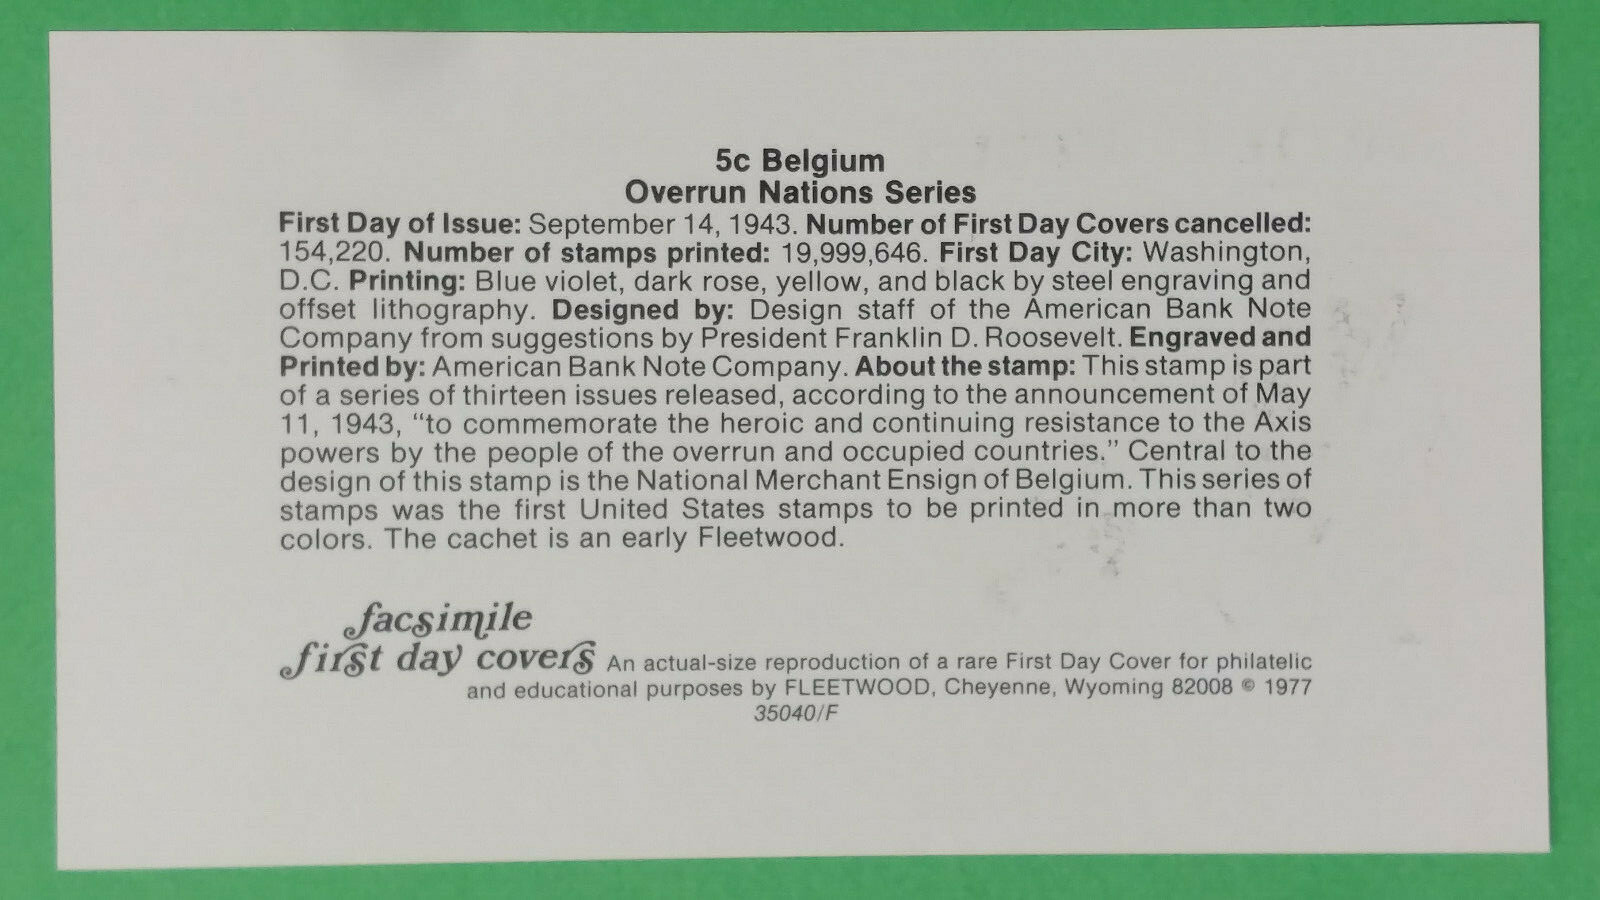 5c Belgium
Overrun Nations Series
First Day of Issue: September 14, 1943. Number of First Day Covers cancelled:
154,220. Number of stamps printed: 19,999,646. First Day City: Washington,
D.C. Printing: Blue violet, dark rose, yellow, and black by steel engraving and
offset lithography. Designed by: Design staff of the American Bank Note
Company from suggestions by President Franklin D. Roosevelt. Engraved and
Printed by: American Bank Note Company. About the stamp: This stamp is part
of a series of thirteen issues released, according to the announcement of May
11, 1943, “to commemorate the heroic and continuing resistance to the Axis
powers by the people of the overrun and occupied countries.” Central to the
design of this stamp is the National Merchant Ensign of Belgium. This series of
stamps was the first United States stamps to be printed in more than two
colors. The cachet is an early Fleetwood.
facsimile
first day covers An actual-size reproduction of a rare First Day Cover for philatelic
and educational purposes by FLEETWOOD, Cheyenne, Wyoming 82008 © 1977
35040/F